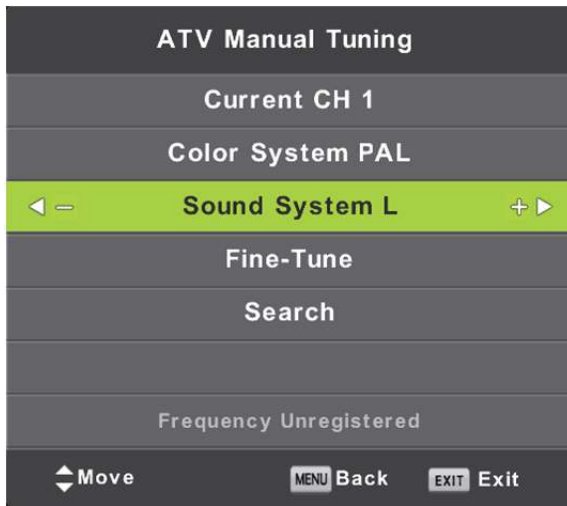 ATV Manual Tuning
Current CH 1
Color System PAL
Sound System L
Fine-Tune
Search
Frequency Unregistered
Move MENU Back EXIT Exit